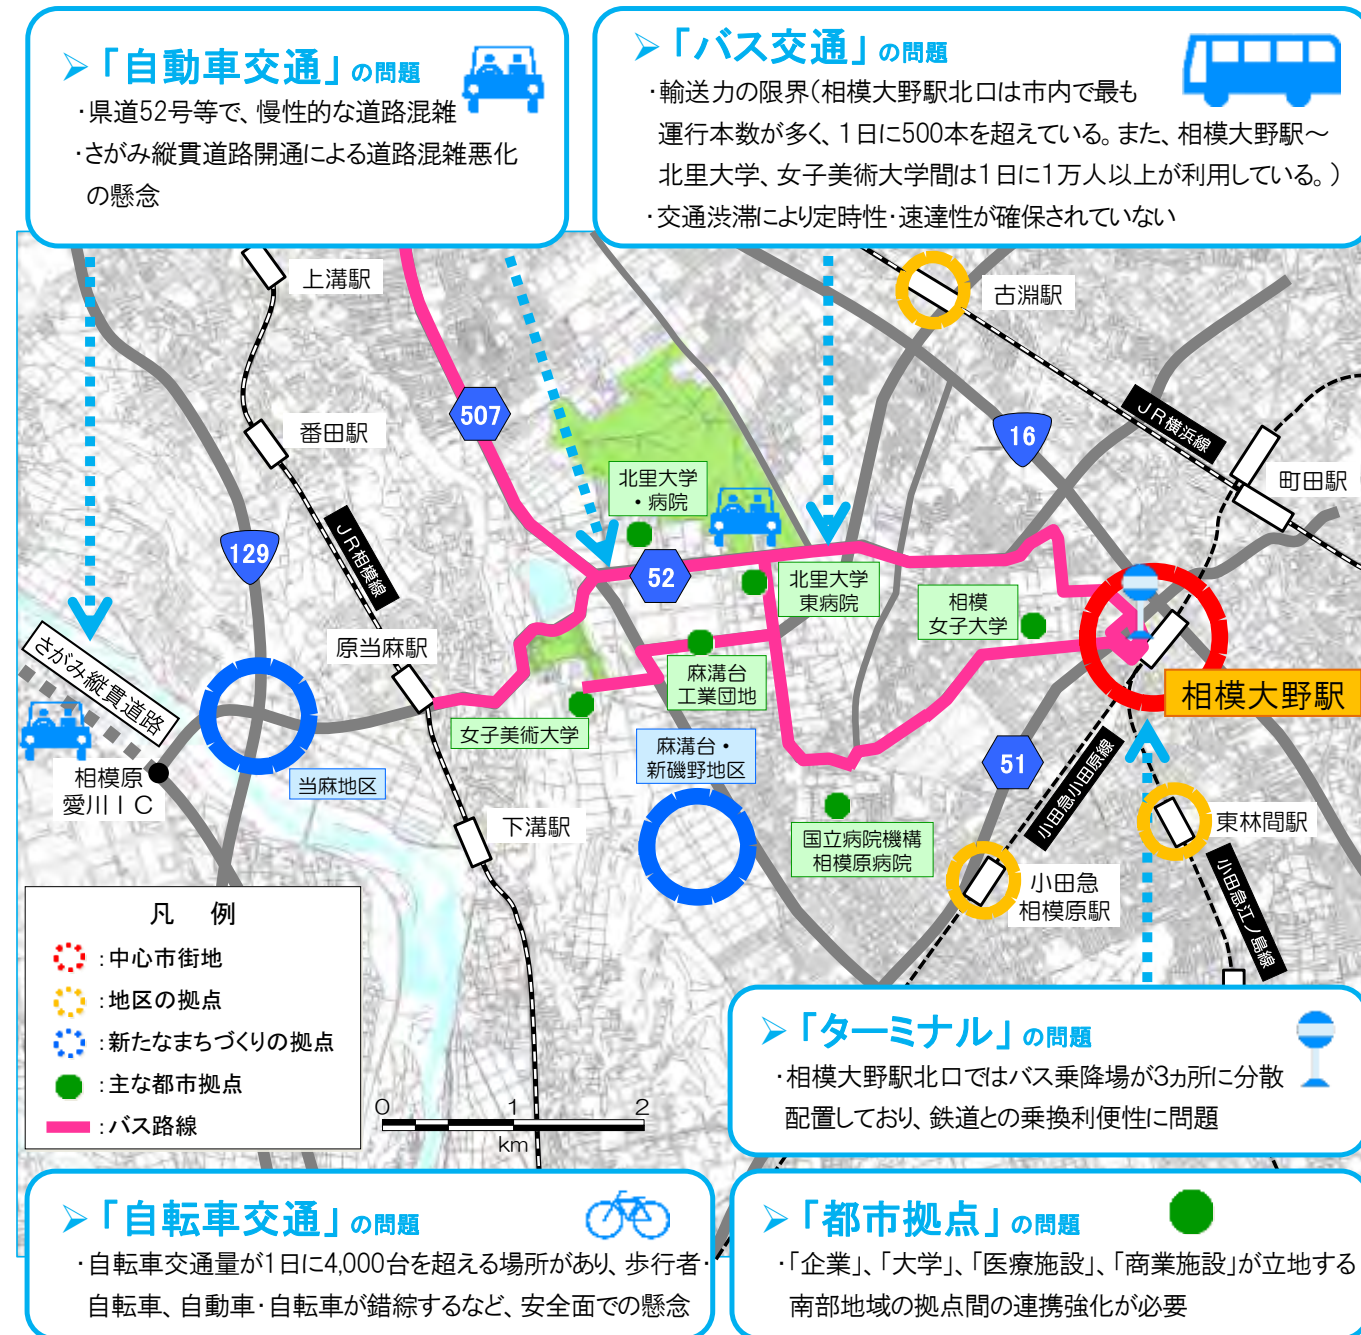 ➢「自動車交通」の問題
・県道52号等で、慢性的な道路混雑
・さがみ縦貫道路開通による道路混雑悪化
の懸念
➢「バス交通」の問題
・輸送力の限界(相模大野駅北口は市内で最も
運行本数が多く、1日に500本を超えている。また、相模大野駅～
北里大学、女子美術大学間は1日に1万人以上が利用している。)
・交通渋滞により定時性・速達性が確保されていない
上溝駅
古淵駅
507
番田駅
16
JR横浜線
町田駅
北里大学
・病院
129
JR相模線
52
北里大学
東病院
相模
女子大学
原当麻駅
さがみ縦貫道路
麻溝台
工業団地
相模大野駅
女子美術大学
麻溝台・
新磯野地区
51
小田急小田原線
相模原
愛川IC
当麻地区
下溝駅
国立病院機構
相模原病院
東林間駅
小田急
相模原駅
小田急江ノ島線
凡 例
:中心市街地
:地区の拠点
:新たなまちづくりの拠点
:主な都市拠点
:バス路線
0 1 2
km
➢「ターミナル」の問題
・相模大野駅北口ではバス乗降場が3ヵ所に分散
配置しており、鉄道との乗換利便性に問題
➢「自転車交通」の問題
・自転車交通量が1日に4,000台を超える場所があり、歩行者・
自転車、自動車・自転車が錯綜するなど、安全面での懸念
➢「都市拠点」の問題
・「企業」、「大学」、「医療施設」、「商業施設」が立地する
南部地域の拠点間の連携強化が必要